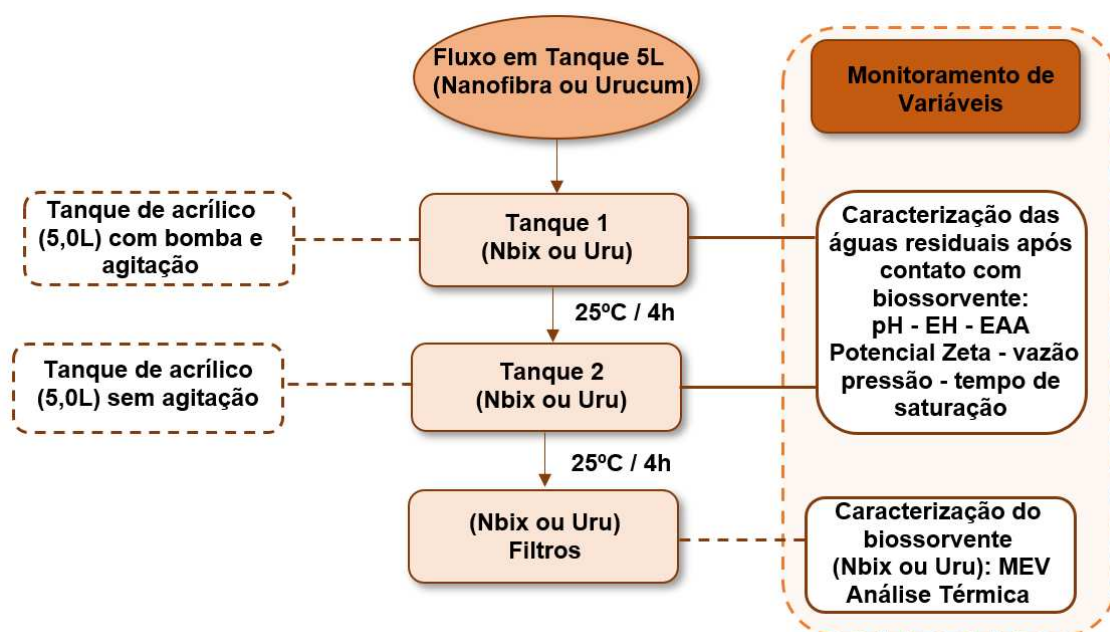 Fluxo em Tanque 5L
(Nanofibra ou Urucum)
Monitoramento de
Variáveis
Tanque de acrílico
(5,0L) com bomba e
agitação
Tanque 1
(Nbix ou Uru)
Caracterização das
águas residuais após
contato com
biossorvente:
pH - EH - EAA
Potencial Zeta - vazão
pressão - tempo de
saturação
25ºC / 4h
Tanque de acrílico
(5,0L) sem agitação
Tanque 2
(Nbix ou Uru)
25ºC / 4h
(Nbix ou Uru)
Filtros
Caracterização do
biossorvente
(Nbix ou Uru): MEV
Análise Térmica